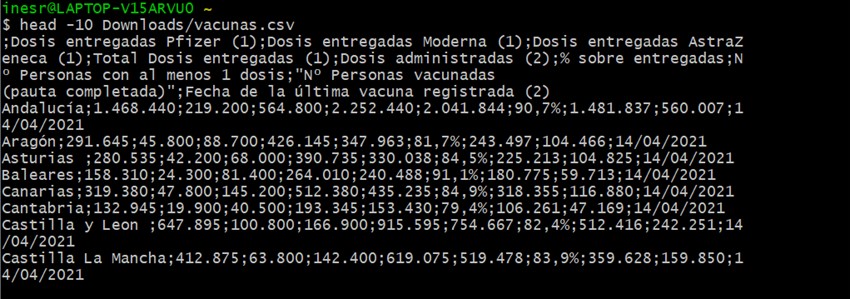 inesr@LAPTOP-V15ARVU0 ~
$ head -10 Downloads/vacunas.csv
;Dosis entregadas Pfizer (1);Dosis entregadas Moderna (1);Dosis entregadas AstraZ
eneca (1);Total Dosis entregadas (1);Dosis administradas (2);% sobre entregadas;N
º Personas con al menos 1 dosis;"Nº Personas vacunadas
(pauta completada)";Fecha de la última vacuna registrada (2)
Andalucía;1.468.440;219.200;564.800;2.252.440;2.041.844;90,7%;1.481.837;560.007;1
4/04/2021
Aragón;291.645;45.800;88.700;426.145;347.963;81,7%;243.497;104.466;14/04/2021
Asturias ;280.535;42.200;68.000;390.735;330.038;84,5%;225.213;104.825;14/04/2021
Baleares;158.310;24.300;81.400;264.010;240.488;91,1%;180.775;59.713;14/04/2021
Canarias;319.380;47.800;145.200;512.380;435.235;84,9%;318.355;116.880;14/04/2021
Cantabria;132.945;19.900;40.500;193.345;153.430;79,4%;106.261;47.169;14/04/2021
Castilla y Leon ;647.895;100.800;166.900;915.595;754.667;82,4%;512.416;242.251;14
/04/2021
Castilla La Mancha;412.875;63.800;142.400;619.075;519.478;83,9%;359.628;159.850;1
4/04/2021